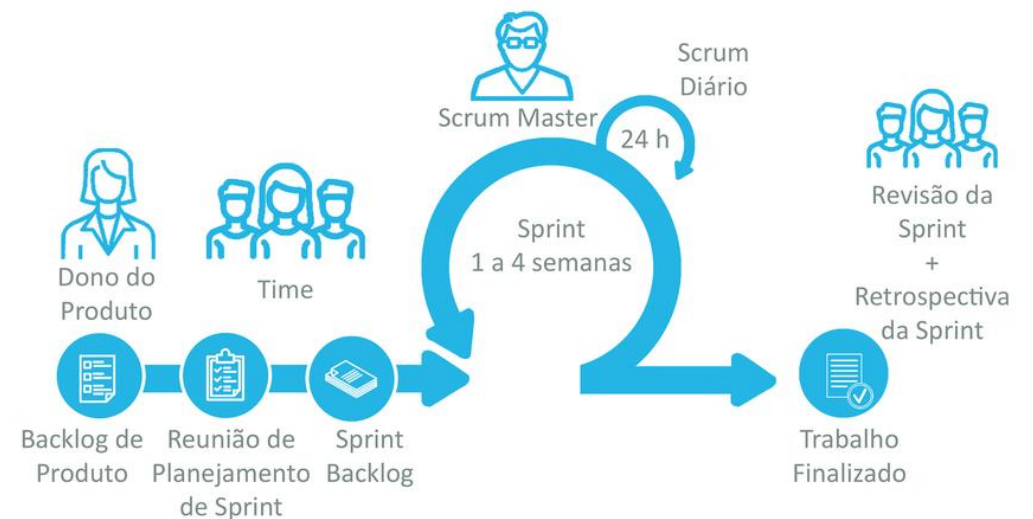 Scrum
Diário
Scrum Master
24 h
Revisão da
Sprint
+
Retrospectiva
da Sprint
Sprint
1 a 4 semanas
Dono do
Produto
Time
Backlog de
Produto
Reunião de
Planejamento
de Sprint
Sprint
Backlog
Trabalho
Finalizado